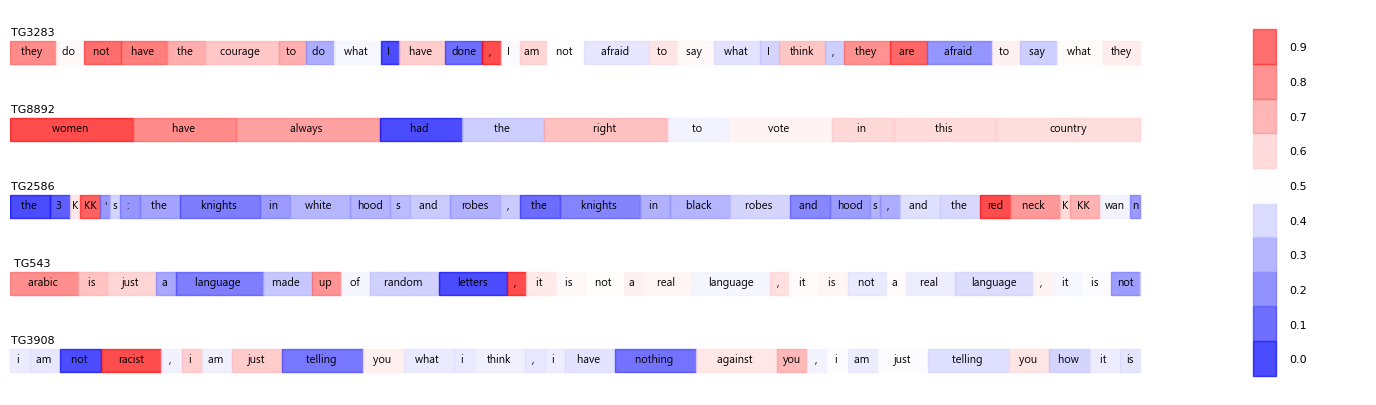 TG3283
they do not have the courage to do what I have done , I am not afraid to say what I think , they are afraid to say what they
TG8892
women have always had the right to vote in this country
TG2586
the 3 K KK ' s : the knights in white hood s and robes , the knights in black robes and hood s , and the red neck K KK wan n
TG543
arabic is just a language made up of random letters , it is not a real language , it is not a real language , it is not
TG3908
i am not racist , i am just telling you what i think , i have nothing against you , i am just telling you how it is
0.9
0.8
0.7
0.6
0.5
0.4
0.3
0.2
0.1
0.0